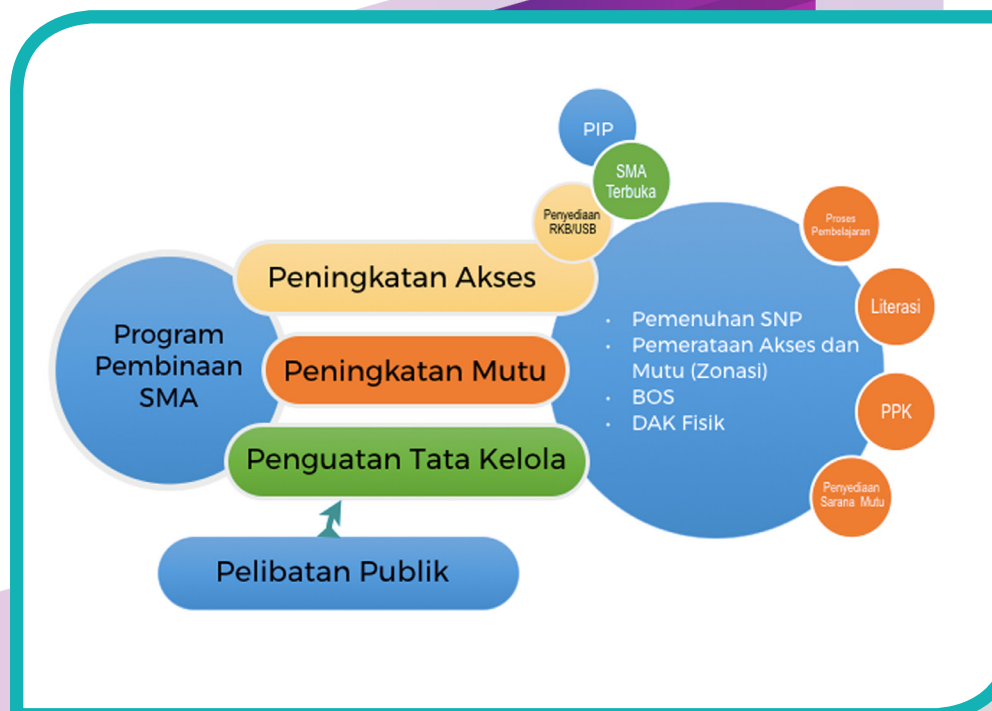 PIP
SMA
Terbuka
Penyediaan
RKB/USB
Proses
Pembelajaran
Peningkatan Akses
Literasi
Program
Pembinaan
SMA
Peningkatan Mutu
• Pemenuhan SNP
• Pemerataan Akses dan
Mutu (Zonasi)
• BOS
• DAK Fisik
PPK
Penguatan Tata Kelola
Penyediaan
Sarana Mutu
Pelibatan Publik